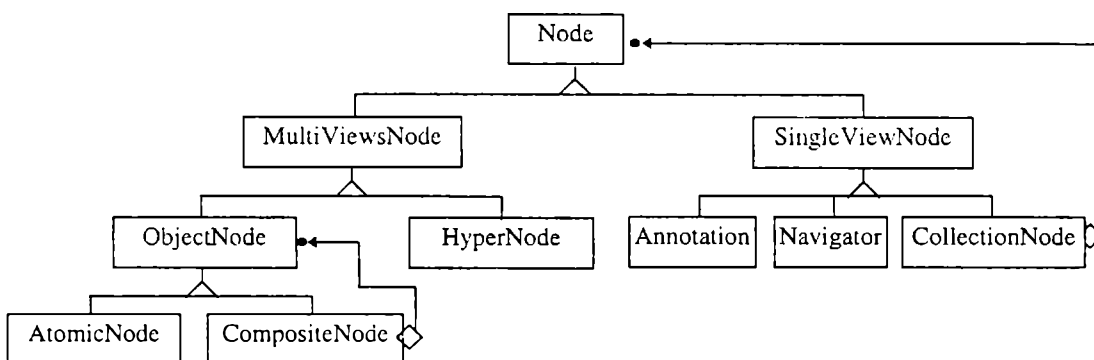 Node
MultiViewsNode
SingleViewNode
ObjectNode
HyperNode
Annotation
Navigator
CollectionNode
AtomicNode
CompositeNode